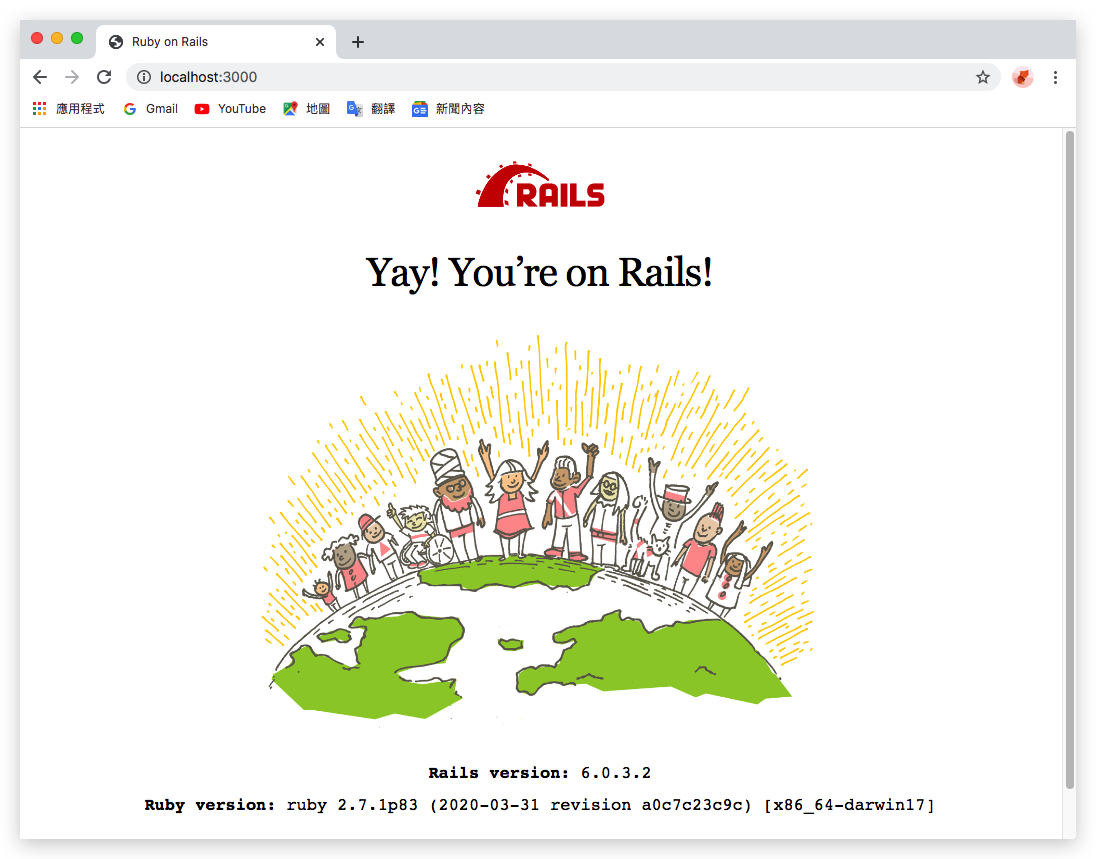 Ruby on Rails
localhost:3000
應用程式 Gmail YouTube 地圖 翻譯 新聞內容
RAILS
Yay! You’re on Rails!
Rails version: 6.0.3.2
Ruby version: ruby 2.7.1p83 (2020-03-31 revision a0c7c23c9c) [x86_64-darwin17]